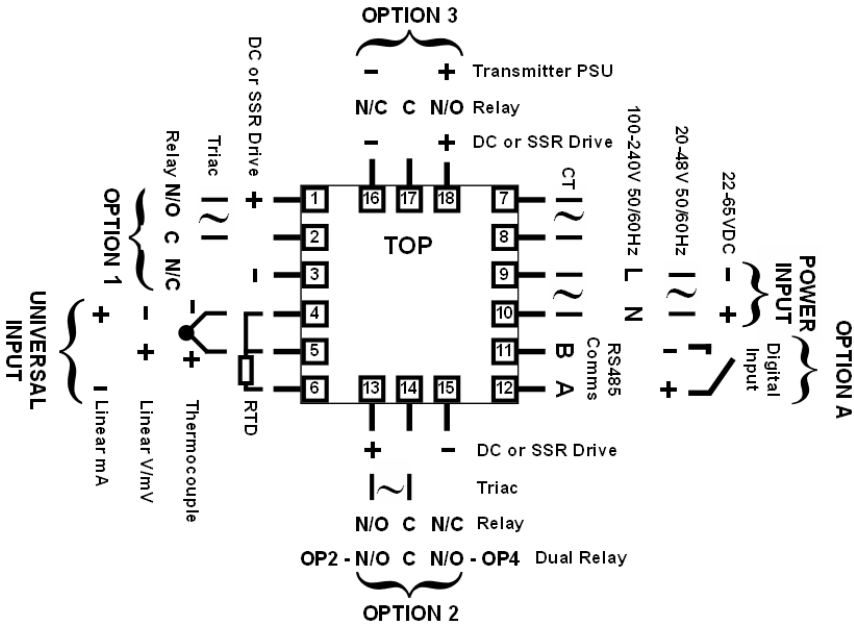 OPTION 3
- + Transmitter PSU
N/C C N/O Relay
- + DC or SSR Drive
DC or SSR Drive
Triac
Relay N/O C N/C
OPTION 1
+ -
1
2
3
4
5
6
16 17 18
TOP
7
8
9
10
11
12
13 14 15
CT
100-240V 50/60Hz
L N
20-48V 50/60Hz
22-65VDC
- +
POWER
INPUT
B A
RS485
Comms
- +
Digital
Input
OPTION A
UNIVERSAL
INPUT
+ - Linear mA
- + Linear V/mV
- + Thermocouple
RTD
+ - DC or SSR Drive
Triac
N/O C N/C Relay
OP2 - N/O C N/O - OP4 Dual Relay
OPTION 2